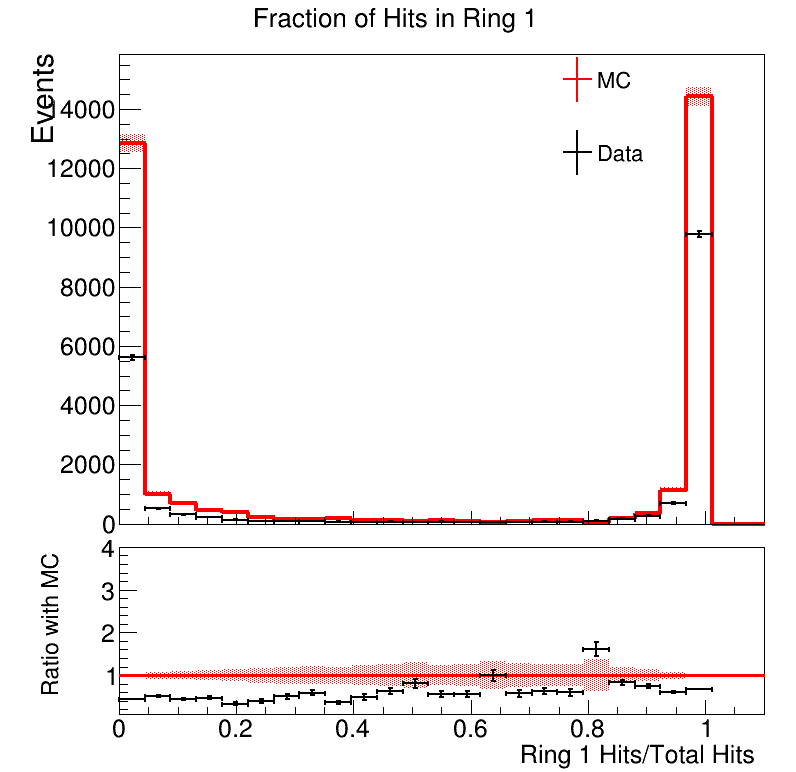 Fraction of Hits in Ring 1
Events
MC
Data
14000
12000
10000
8000
6000
4000
2000
0
Ratio with MC
4
3
2
1
0 0.2 0.4 0.6 0.8 1
Ring 1 Hits/Total Hits